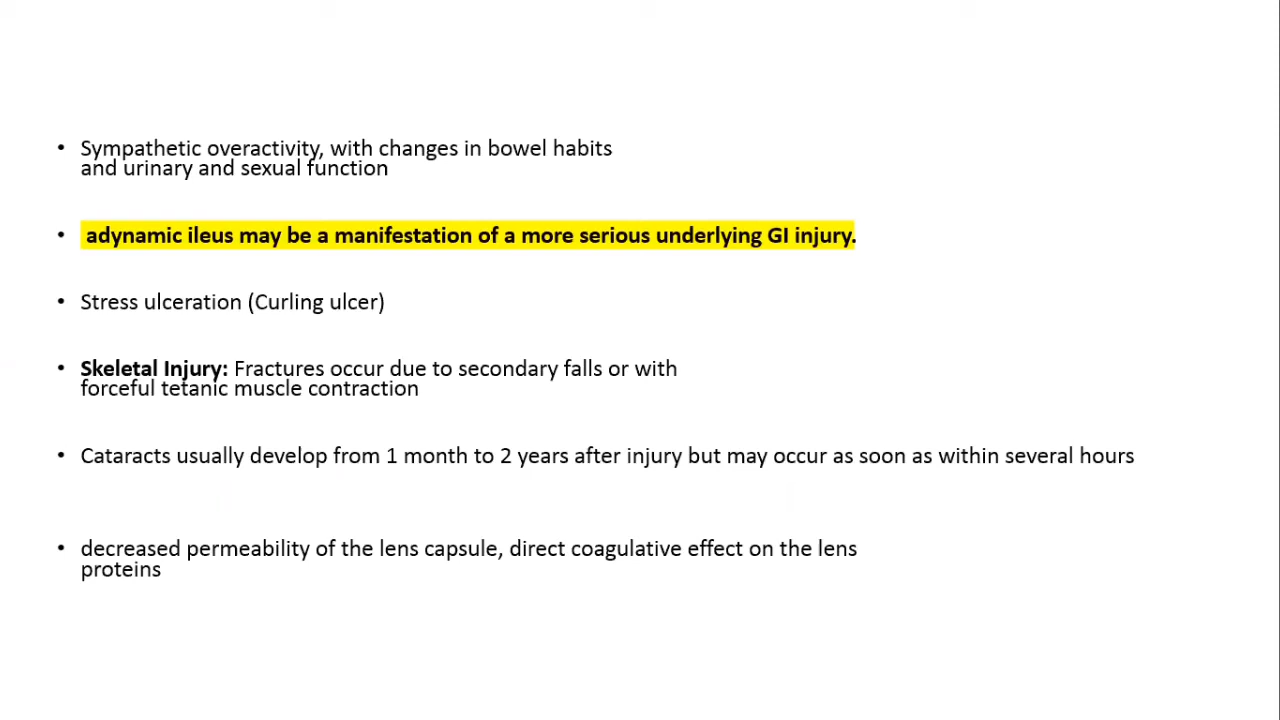 • Sympathetic overactivity, with changes in bowel habits
and urinary and sexual function
• adynamic ileus may be a manifestation of a more serious underlying GI injury.
• Stress ulceration (Curling ulcer)
• Skeletal Injury: Fractures occur due to secondary falls or with
forceful tetanic muscle contraction
• Cataracts usually develop from 1 month to 2 years after injury but may occur as soon as within several hours
• decreased permeability of the lens capsule, direct coagulative effect on the lens
proteins